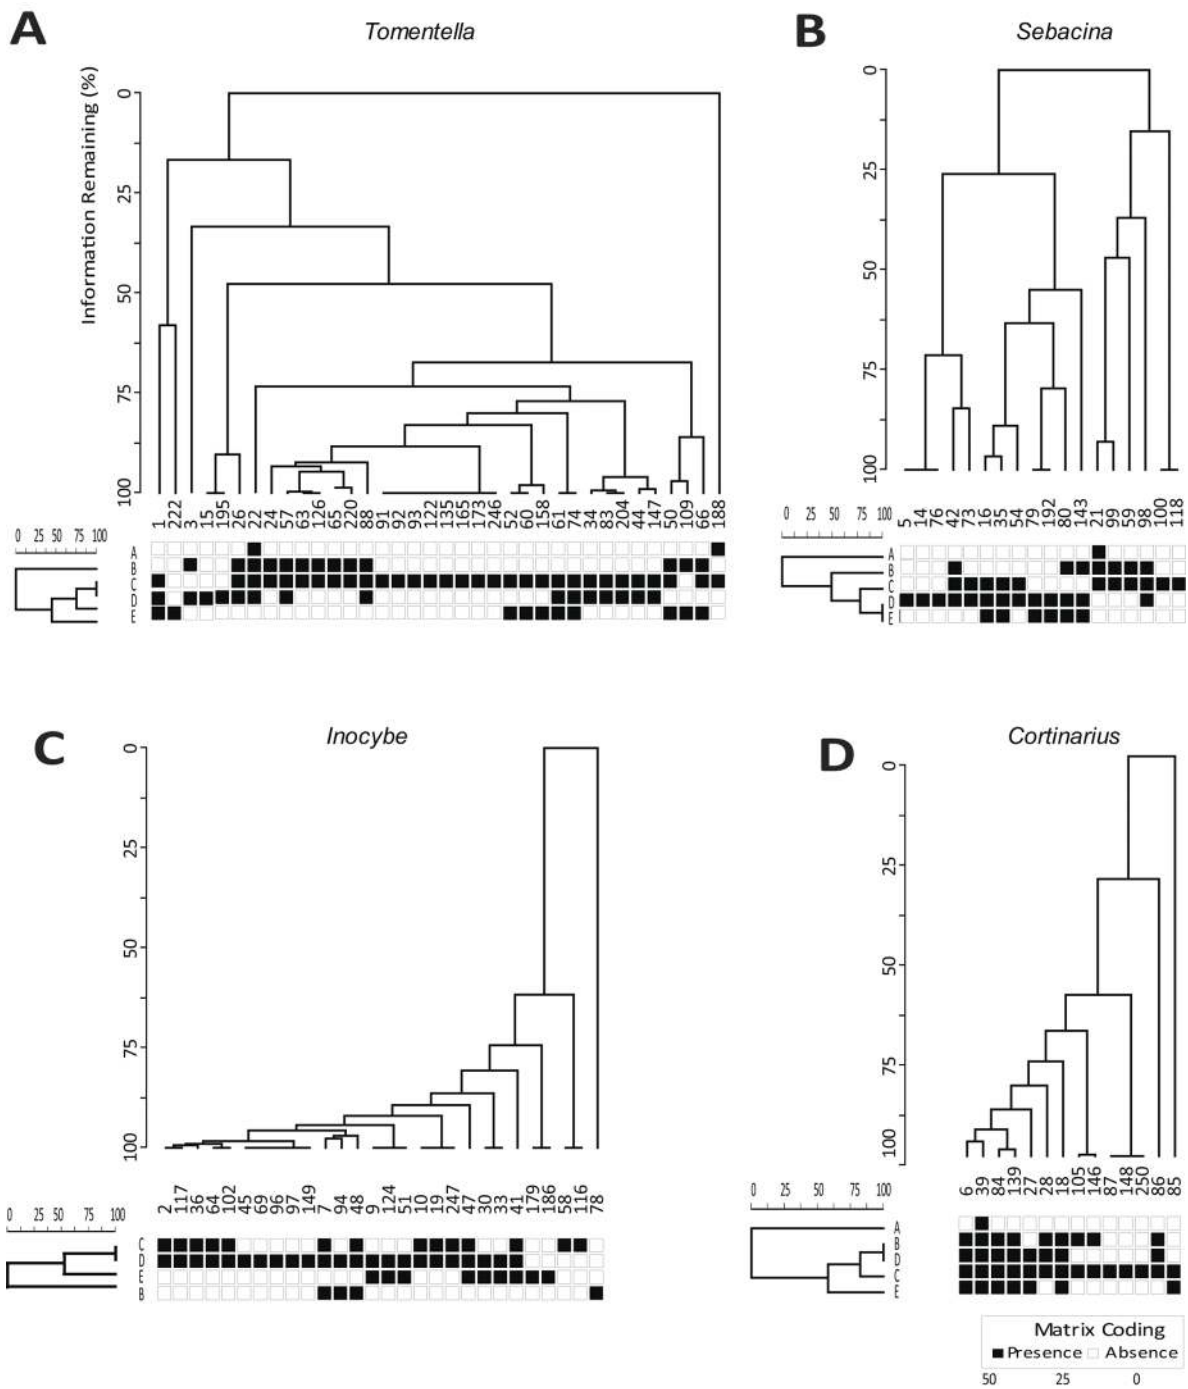 A
Tomentella
Information Remaining (%)
0
25
50
75
100
1 222 3 15 195 26 22 24 57 63 126 65 220 88 91 92 93 122 135 165 173 246 52 60 158 61 74 34 83 204 44 147 50 109 66 188
0 25 50 75 100
A
B
C
D
E
B
Sebacina
0
25
50
75
100
5 14 76 42 73 16 35 54 79 192 80 143 21 99 59 98 100 118
0 25 50 75 100
A
B
C
D
E
C
Inocybe
0
25
50
75
100
2 117 36 64 102 45 69 96 97 149 7 94 48 9 124 51 10 19 247 47 30 33 41 179 186 58 116 78
0 25 50 75 100
C
D
E
B
D
Cortinarius
0
25
50
75
100
6 39 84 139 27 28 18 105 146 87 148 250 86 85
0 25 50 75 100
A
B
D
C
E
Matrix Coding
Presence Absence
50 25 0